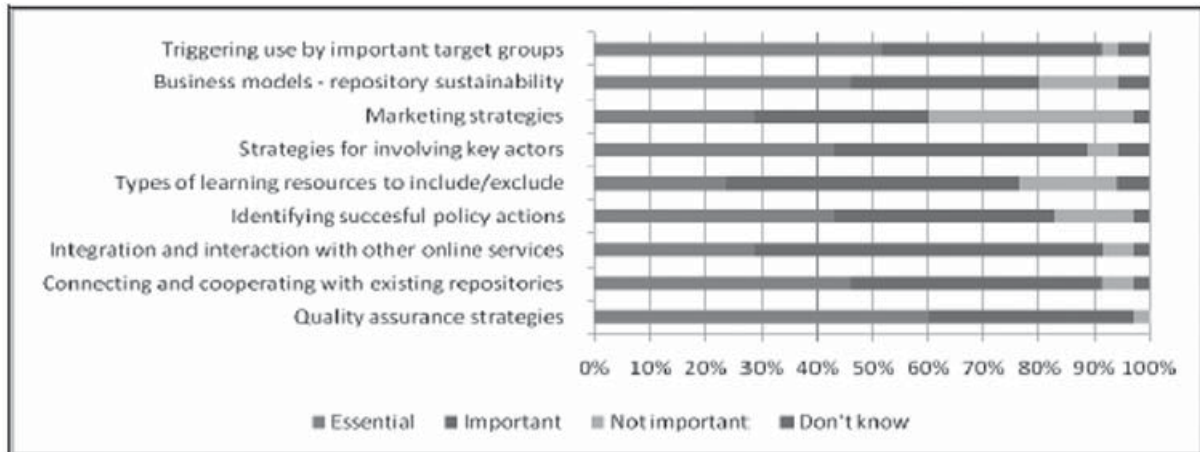 Triggering use by important target groups
Business models - repository sustainability
Marketing strategies
Strategies for involving key actors
Types of learning resources to include/exclude
Identifying succesful policy actions
Integration and interaction with other online services
Connecting and cooperating with existing repositories
Quality assurance strategies
0% 10% 20% 30% 40% 50% 60% 70% 80% 90% 100%
Essential Important Not important Don't know